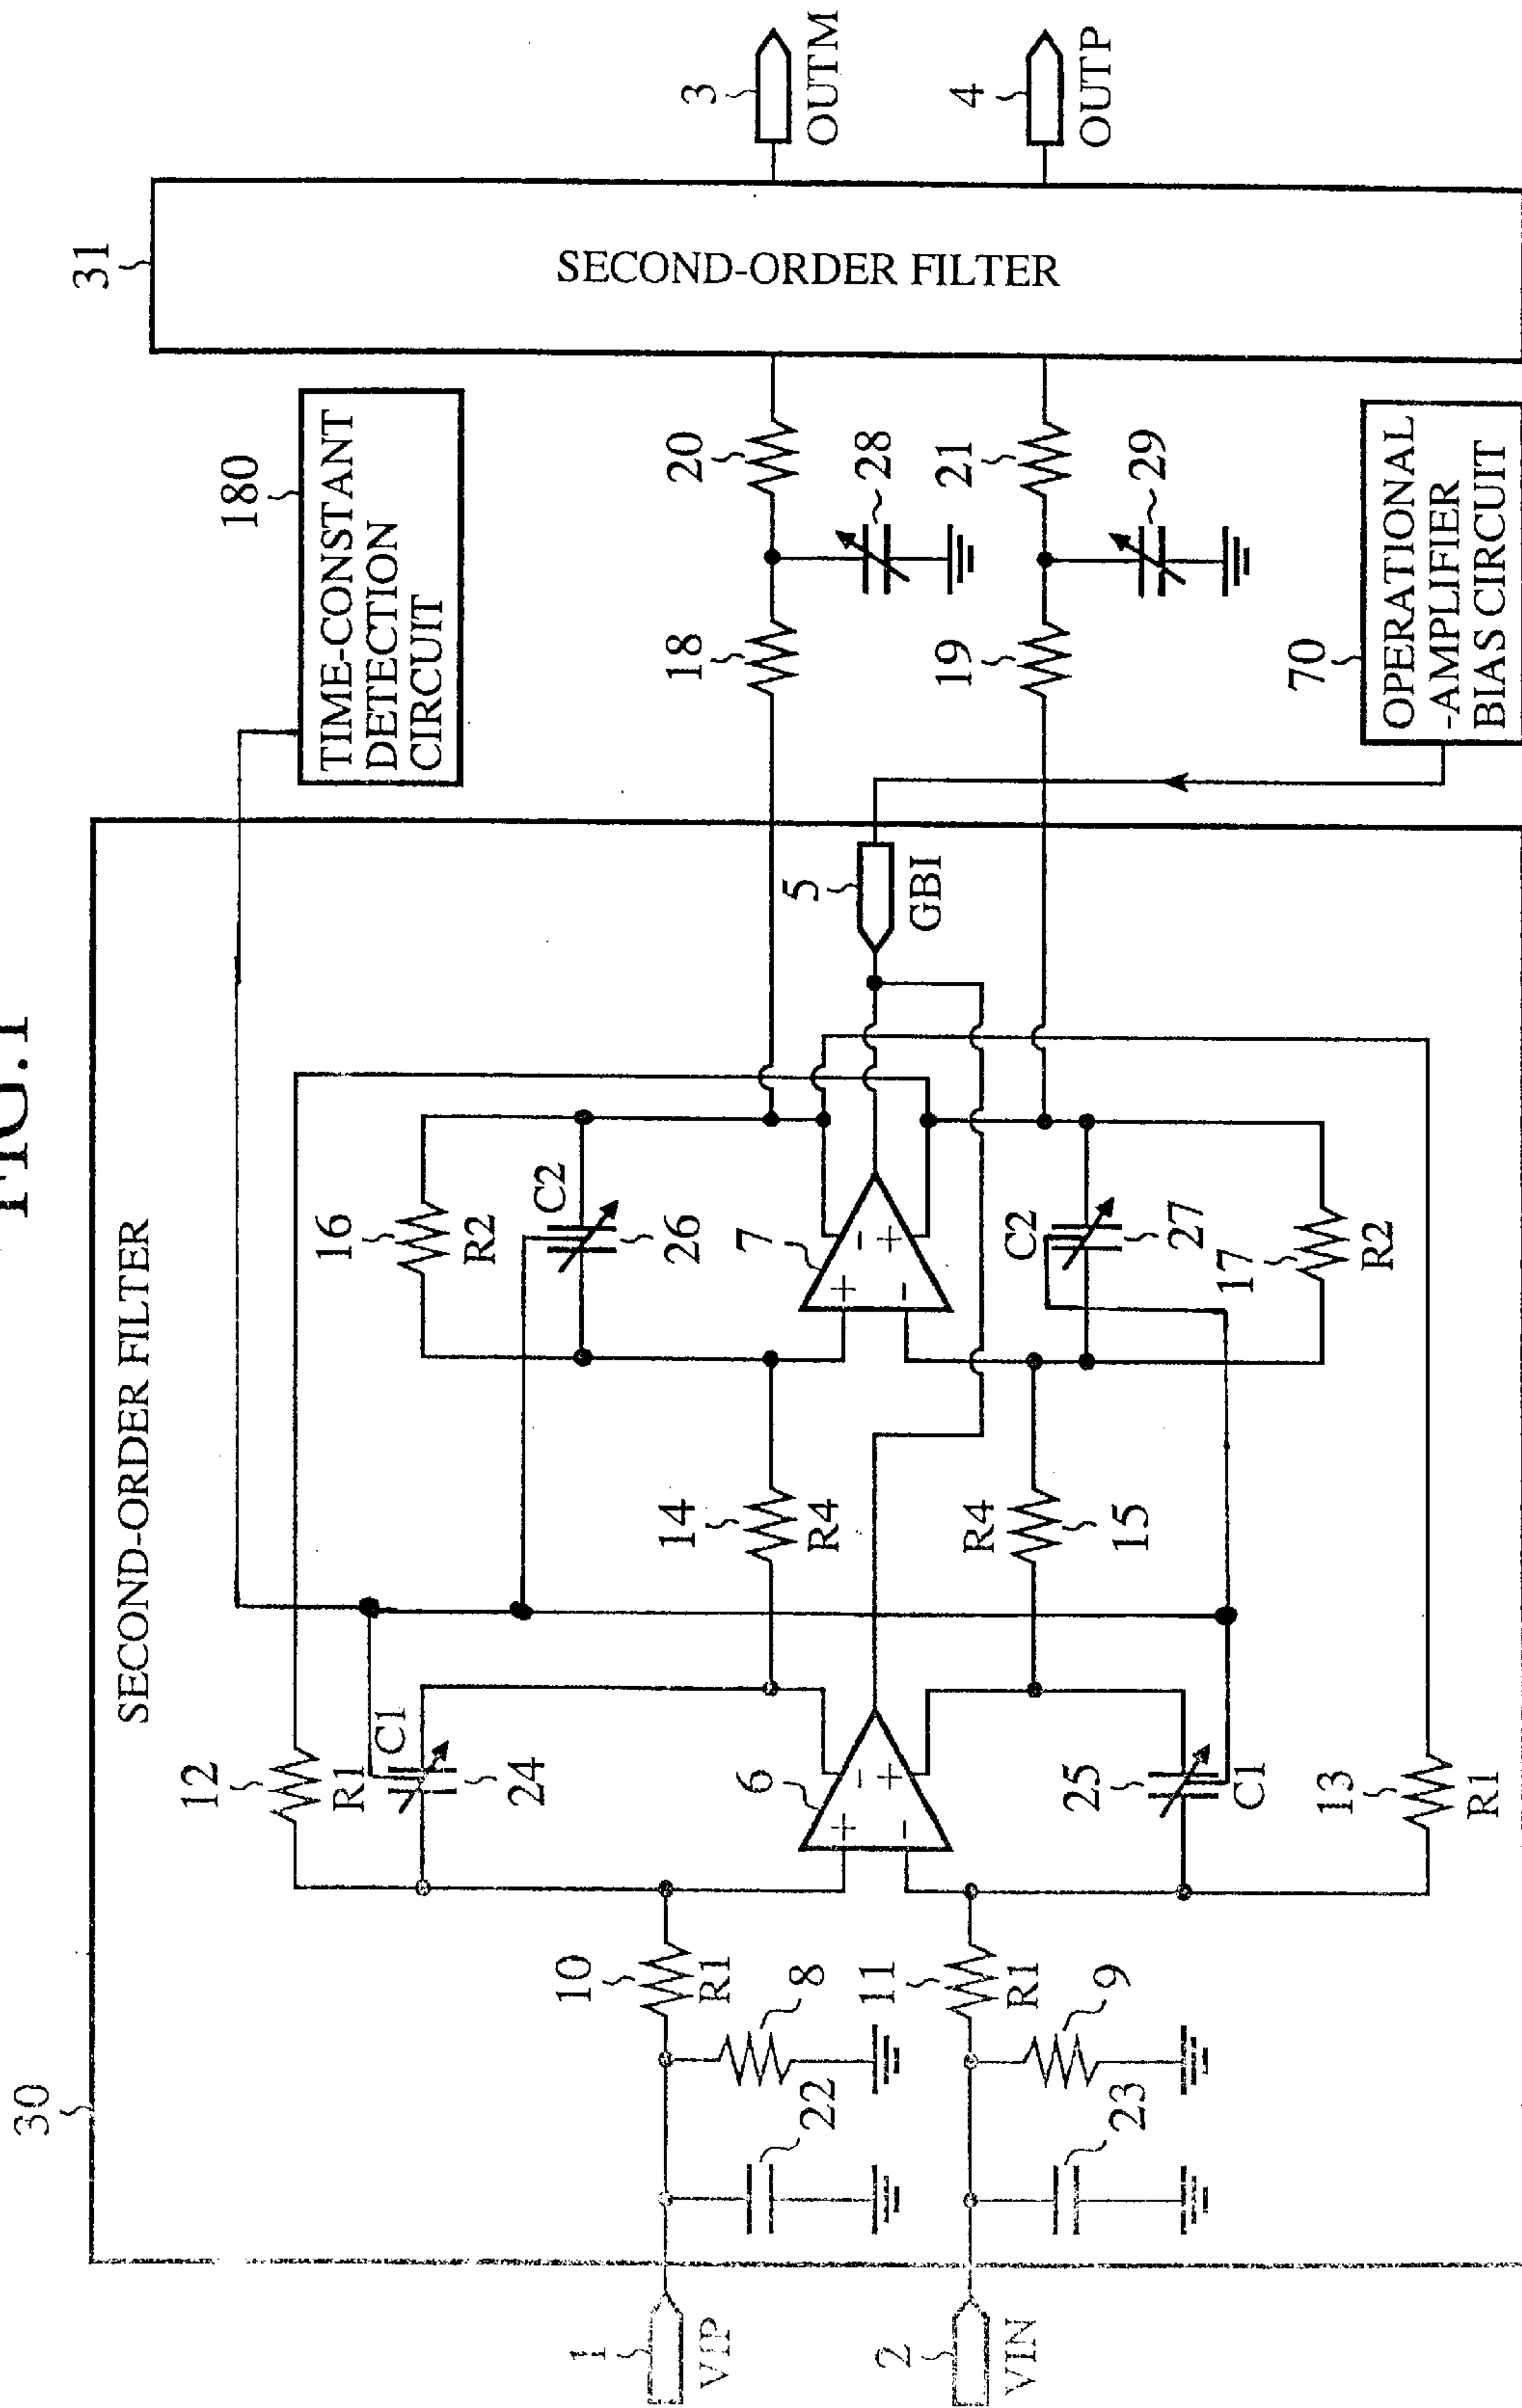 FIG.1
30
SECOND-ORDER FILTER
31
SECOND-ORDER FILTER
180
TIME-CONSTANT
DETECTION
CIRCUIT
12
R1
C1
24
16
R2
C2
26
1
VIP
10
R1
8
22
6
+
-
-
+
14
R4
7
+
-
-
+
18
20
28
3
OUTM
5
GBI
2
VIN
11
R1
9
23
R4
15
19
21
29
4
OUTP
25
C1
C2
27
17
R2
13
R1
70
OPERATIONAL
-AMPLIFIER
BIAS CIRCUIT